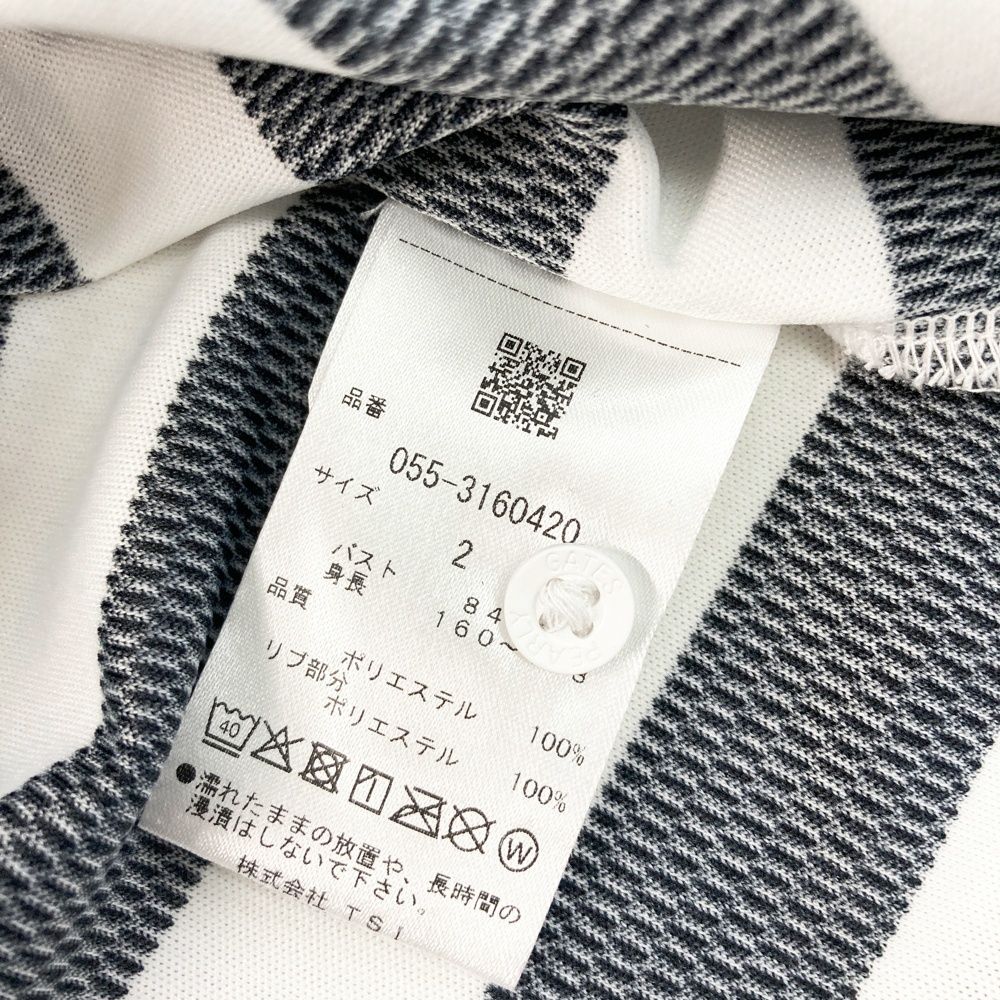 品番
055-3160420
サイズ
2
バスト 84
身長 160～
8
品質
ポリエステル 100%
リブ部分
ポリエステル 100%
40
W
●濡れたままの放置や、長時間の
浸漬はしないで下さい。
株式会社 TSI
GATES
PEARLY